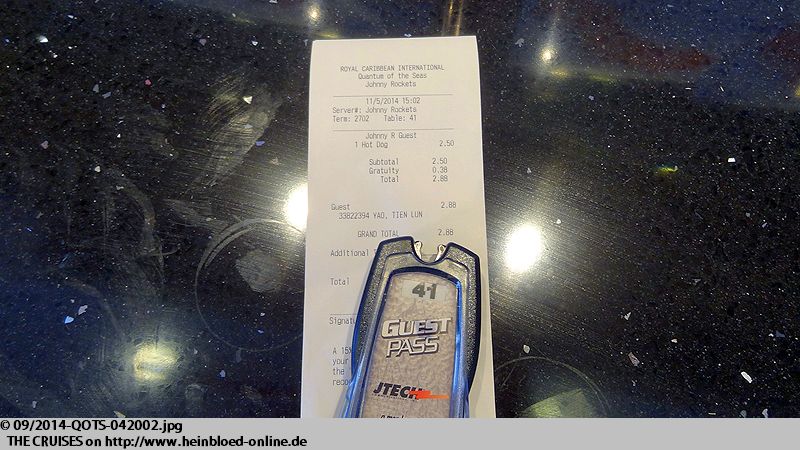 ROYAL CARIBBEAN INTERNATIONAL
Quantum of the Seas
Johnny Rockets
11/5/2014 15:02
Server#: Johnny Rockets
Term: 2702 Table: 41
Johnny R Guest
1 Hot Dog 2.50
Subtotal 2.50
Gratuity 0.38
Total 2.88
Guest 2.88
33822394 YAO, TIEN LUN
GRAND TOTAL 2.88
Additional
Total
A 15%
your
the
41
GUEST
PASS
JTECH
© 09/2014-QOTS-042002.jpg
THE CRUISES on http://www.heinbloed-online.de